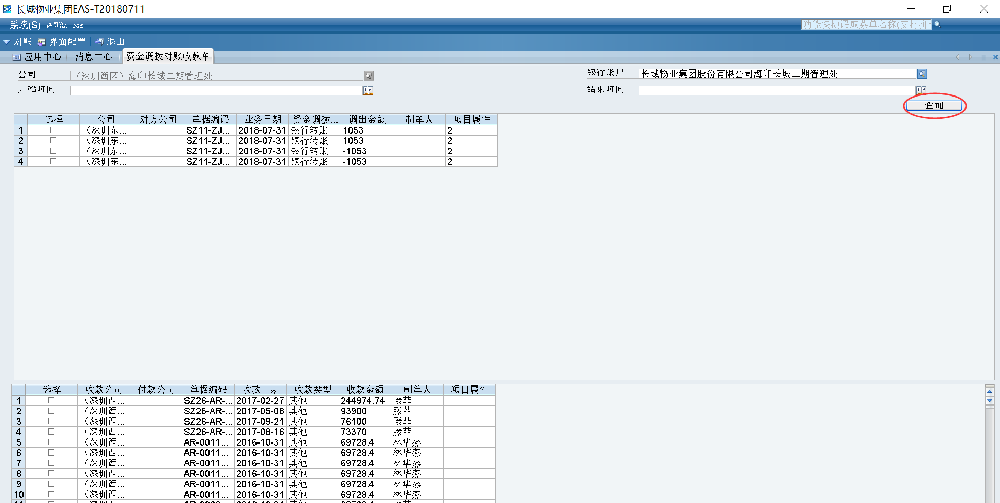 长城物业集团EAS-T20180711
系统(S) 许可给: eas
功能快捷码或菜单名称(支持拼
对账 界面配置 退出
应用中心 消息中心 资金调拨对账收款单
公司 （深圳西区）海印长城二期管理处 银行账户 长城物业集团股份有限公司海印长城二期管理处
开始时间 结束时间
查询
选择 公司 对方公司 单据编码 业务日期 资金调拨... 调出金额 制单人 项目属性
1 （深圳东... SZ11-ZJ... 2018-07-31 银行转账 1053 2
2 （深圳东... SZ11-ZJ... 2018-07-31 银行转账 1053 2
3 （深圳东... SZ11-ZJ... 2018-07-31 银行转账 -1053 2
4 （深圳东... SZ11-ZJ... 2018-07-31 银行转账 -1053 2
选择 收款公司 付款公司 单据编码 收款日期 收款类型 收款金额 制单人 项目属性
1 （深圳西... SZ26-AR-... 2017-02-27 其他 244974.74 滕菲
2 （深圳西... SZ26-AR-... 2017-05-08 其他 93900 滕菲
3 （深圳西... SZ26-AR-... 2017-09-21 其他 76100 滕菲
4 （深圳西... SZ26-AR-... 2017-08-16 其他 73370 滕菲
5 （深圳西... AR-0011... 2016-10-31 其他 69728.4 林华燕
6 （深圳西... AR-0011... 2016-10-31 其他 69728.4 林华燕
7 （深圳西... AR-0011... 2016-10-31 其他 69728.4 林华燕
8 （深圳西... AR-0011... 2016-10-31 其他 69728.4 林华燕
9 （深圳西... AR-0011... 2016-10-31 其他 69728.4 林华燕
10 （深圳西... AR-0011... 2016-10-31 其他 69728.4 林华燕